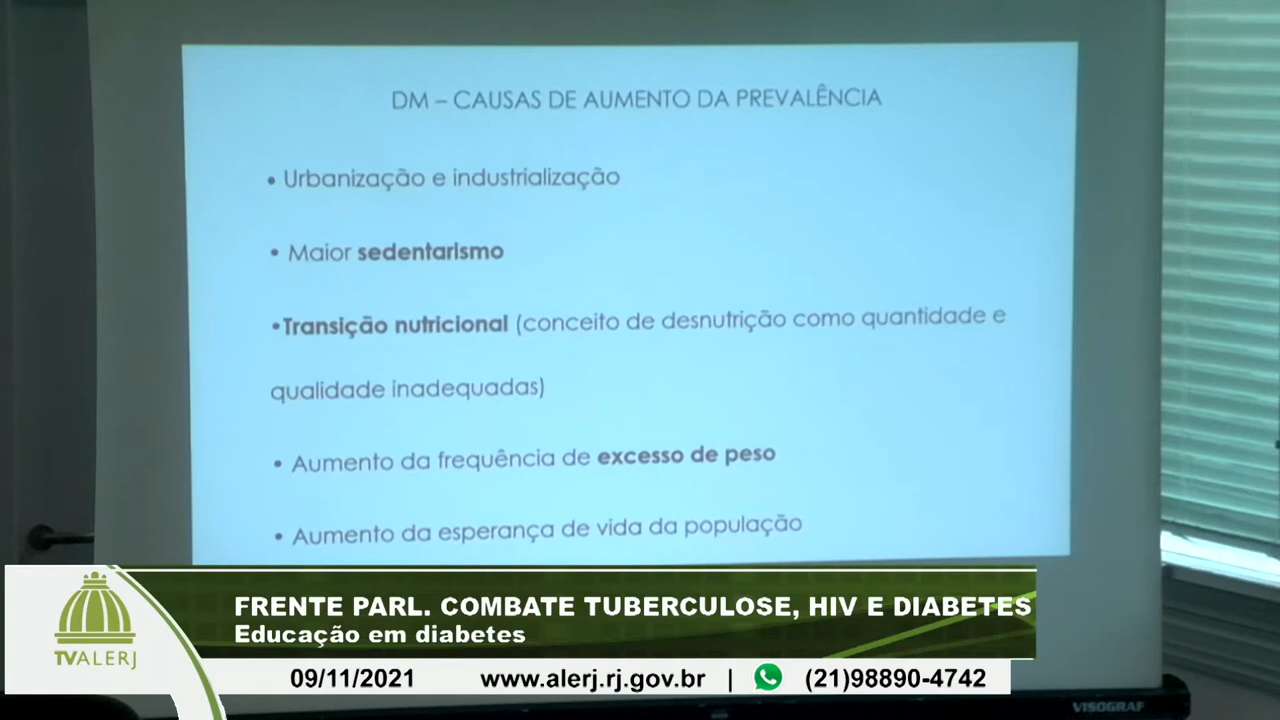 DM – CAUSAS DE AUMENTO DA PREVALÊNCIA
• Urbanização e industrialização
• Maior sedentarismo
•Transição nutricional (conceito de desnutrição como quantidade e
qualidade inadequadas)
• Aumento da frequência de excesso de peso
• Aumento da esperança de vida da população
FRENTE PARL. COMBATE TUBERCULOSE, HIV E DIABETES
Educação em diabetes
TVALERJ
09/11/2021 www.alerj.rj.gov.br | (21)98890-4742
VISOGRAF